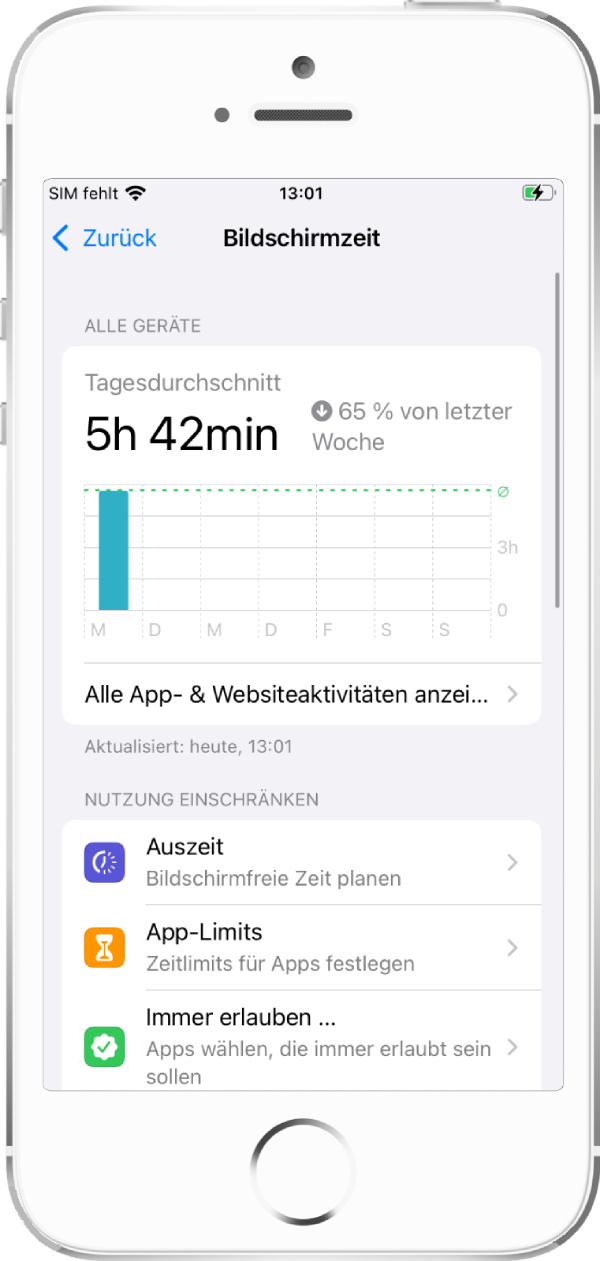 SIM fehlt 13:01
Zurück Bildschirmzeit
ALLE GERÄTE
Tagesdurchschnitt
5h 42min
65 % von letzter
Woche
Ø
3h
0
M D M D F S S
Alle App- & Websiteaktivitäten anzei...
Aktualisiert: heute, 13:01
NUTZUNG EINSCHRÄNKEN
Auszeit
Bildschirmfreie Zeit planen
App-Limits
Zeitlimits für Apps festlegen
Immer erlauben ...
Apps wählen, die immer erlaubt sein
sollen